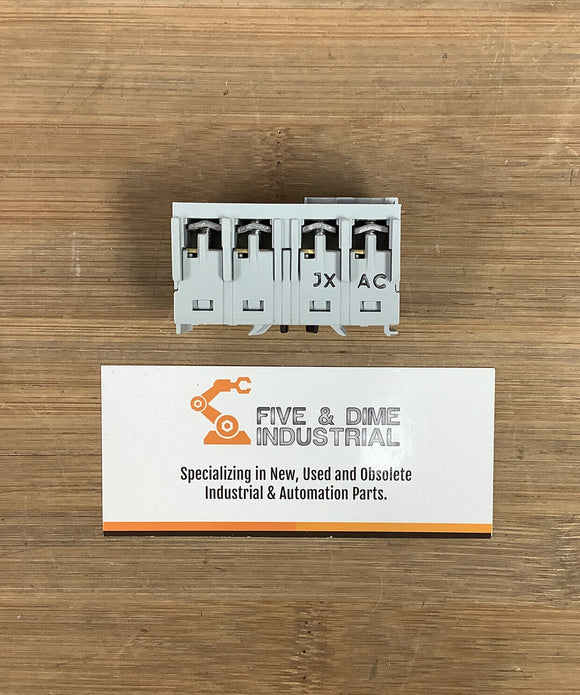 JX AC
FIVE & DIME
INDUSTRIAL
Specializing in New, Used and Obsolete
Industrial & Automation Parts.